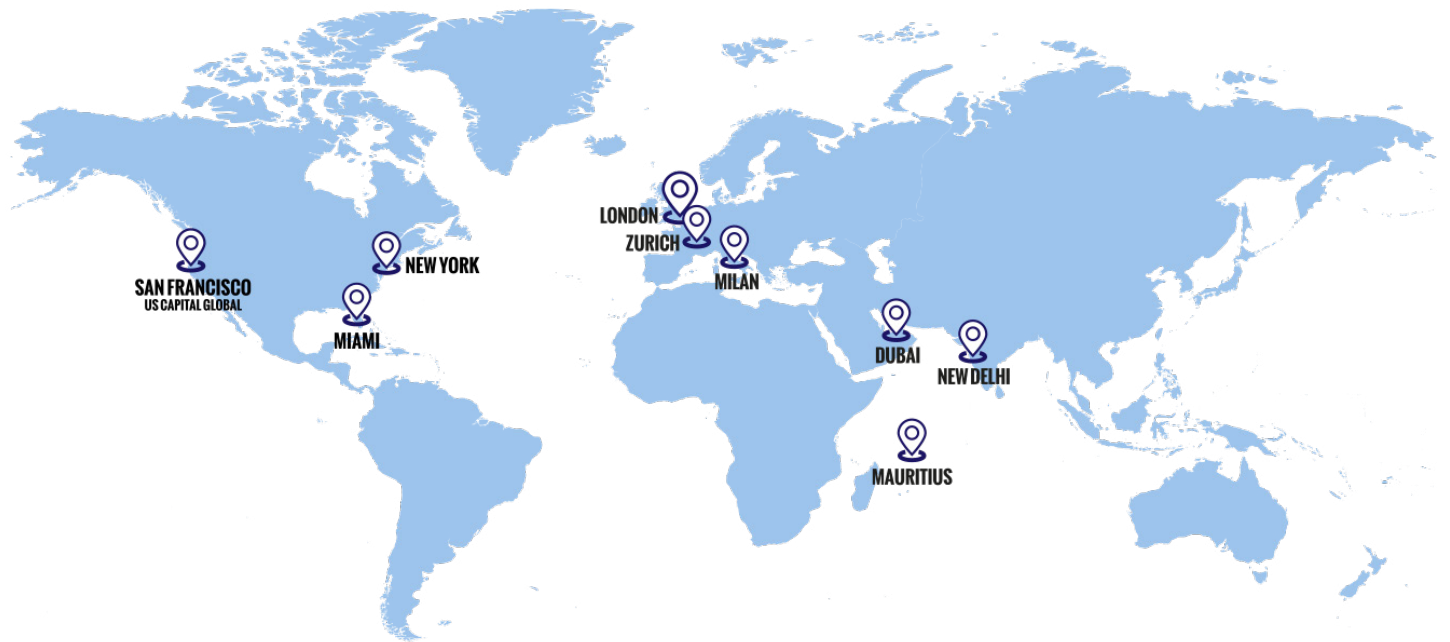 LONDON
ZURICH
MILAN
NEW YORK
SAN FRANCISCO
US CAPITAL GLOBAL
MIAMI
DUBAI
NEW DELHI
MAURITIUS